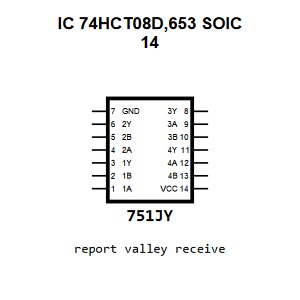 IC 74HCT08D,653 SOIC
14
7 GND 3Y 8
6 2Y 3A 9
5 2B 3B 10
4 2A 4Y 11
3 1Y 4A 12
2 1B 4B 13
1 1A VCC 14
751JY
report valley receive